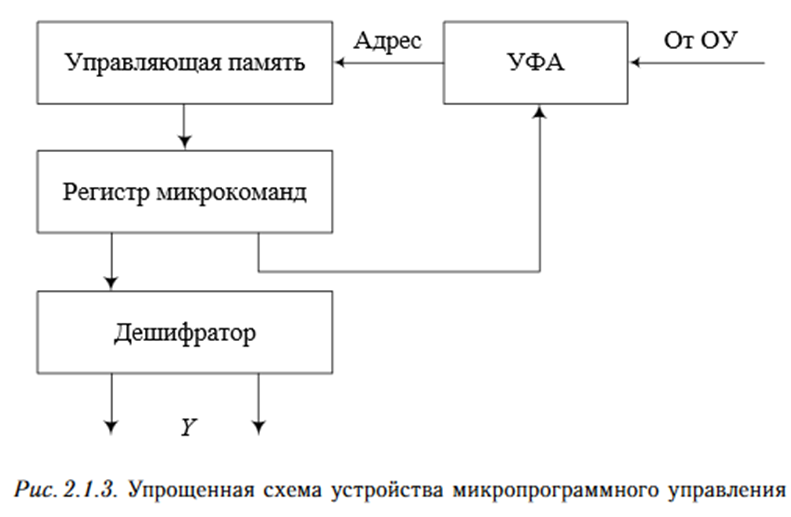 Управляющая память
Адрес
УФА
От ОУ
Регистр микрокоманд
Дешифратор
Y
Рис. 2.1.3. Упрощенная схема устройства микропрограммного управления